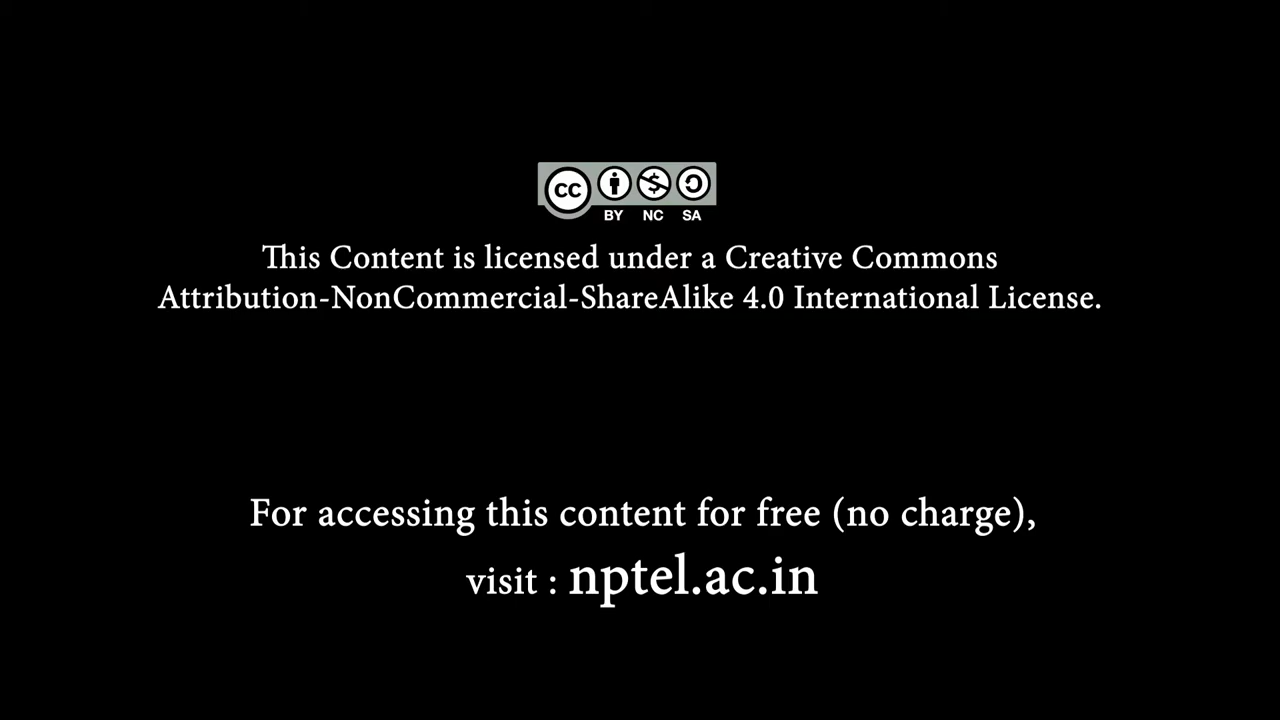 cc
BY NC SA
This Content is licensed under a Creative Commons
Attribution-NonCommercial-ShareAlike 4.0 International License.
For accessing this content for free (no charge),
visit : nptel.ac.in